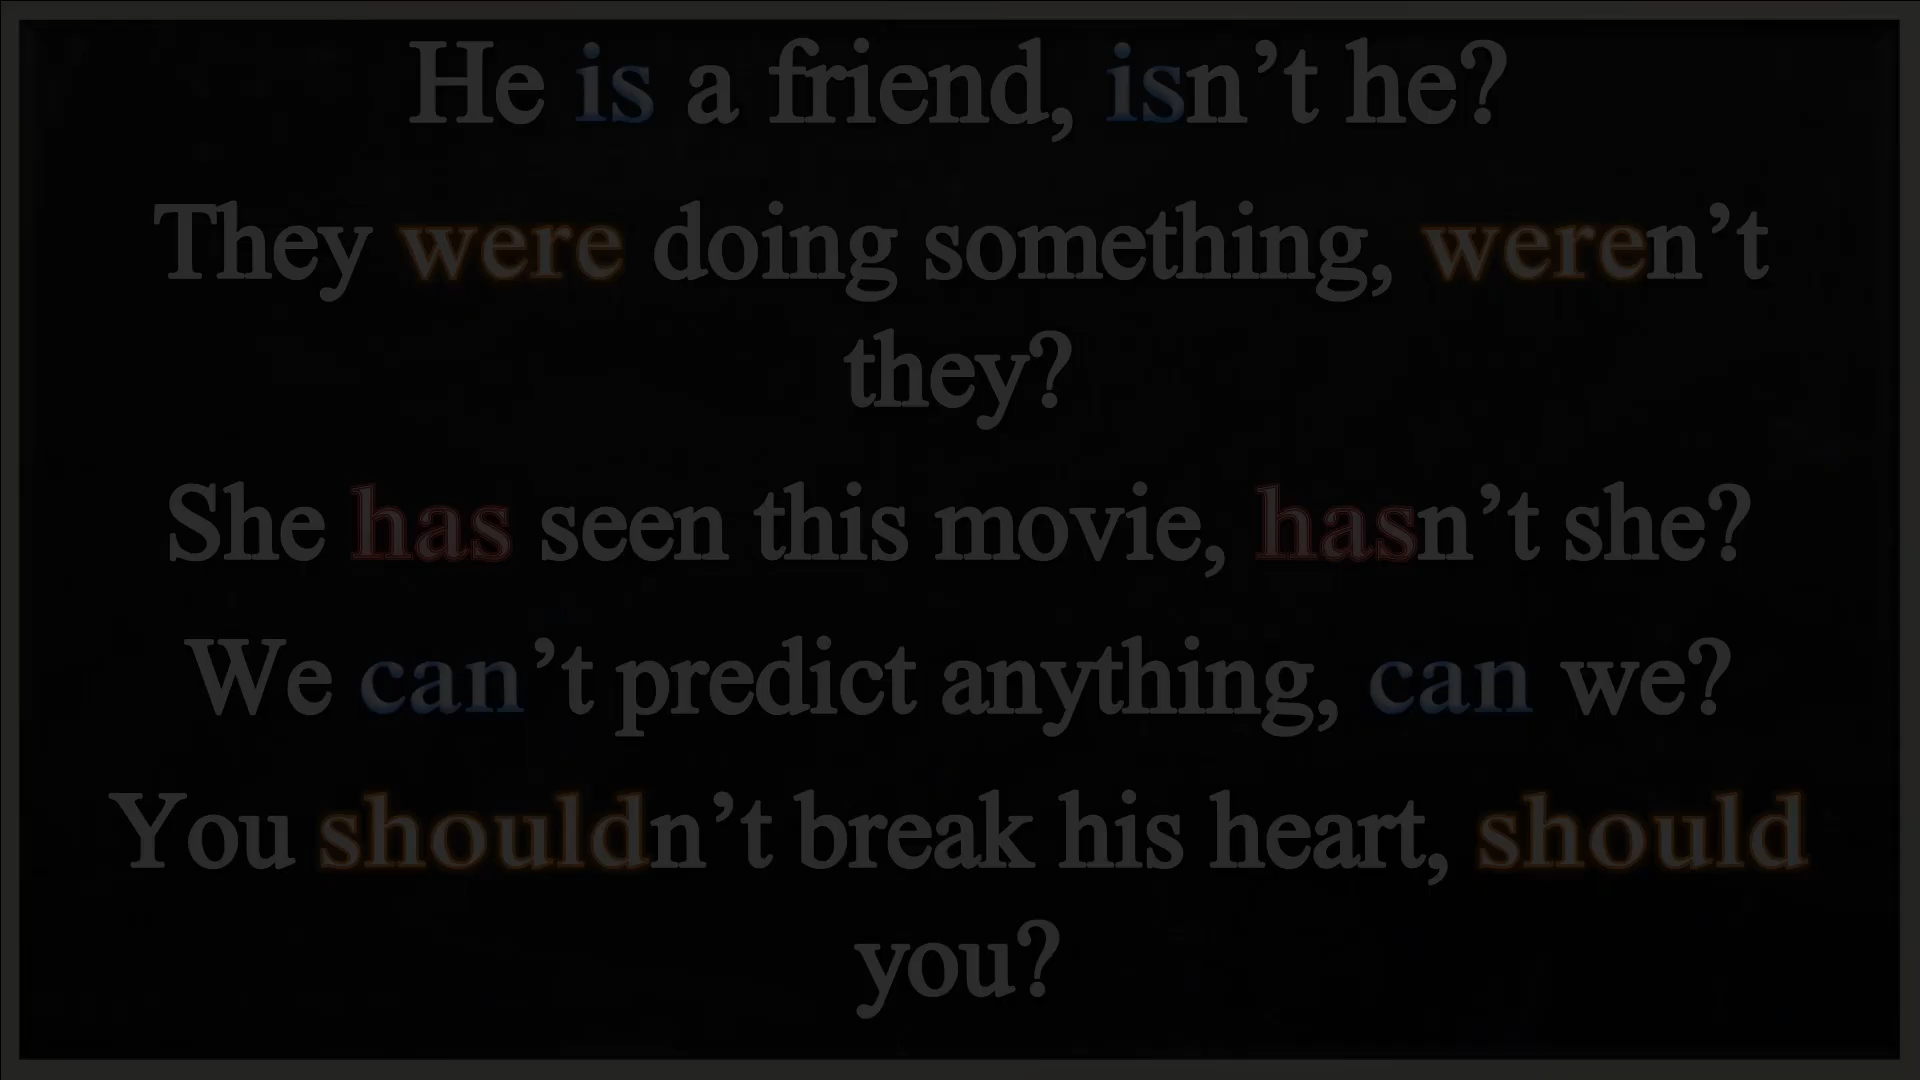 He is a friend, isn’t he?
They were doing something, weren’t
they?
She has seen this movie, hasn’t she?
We can’t predict anything, can we?
You shouldn’t break his heart, should
you?